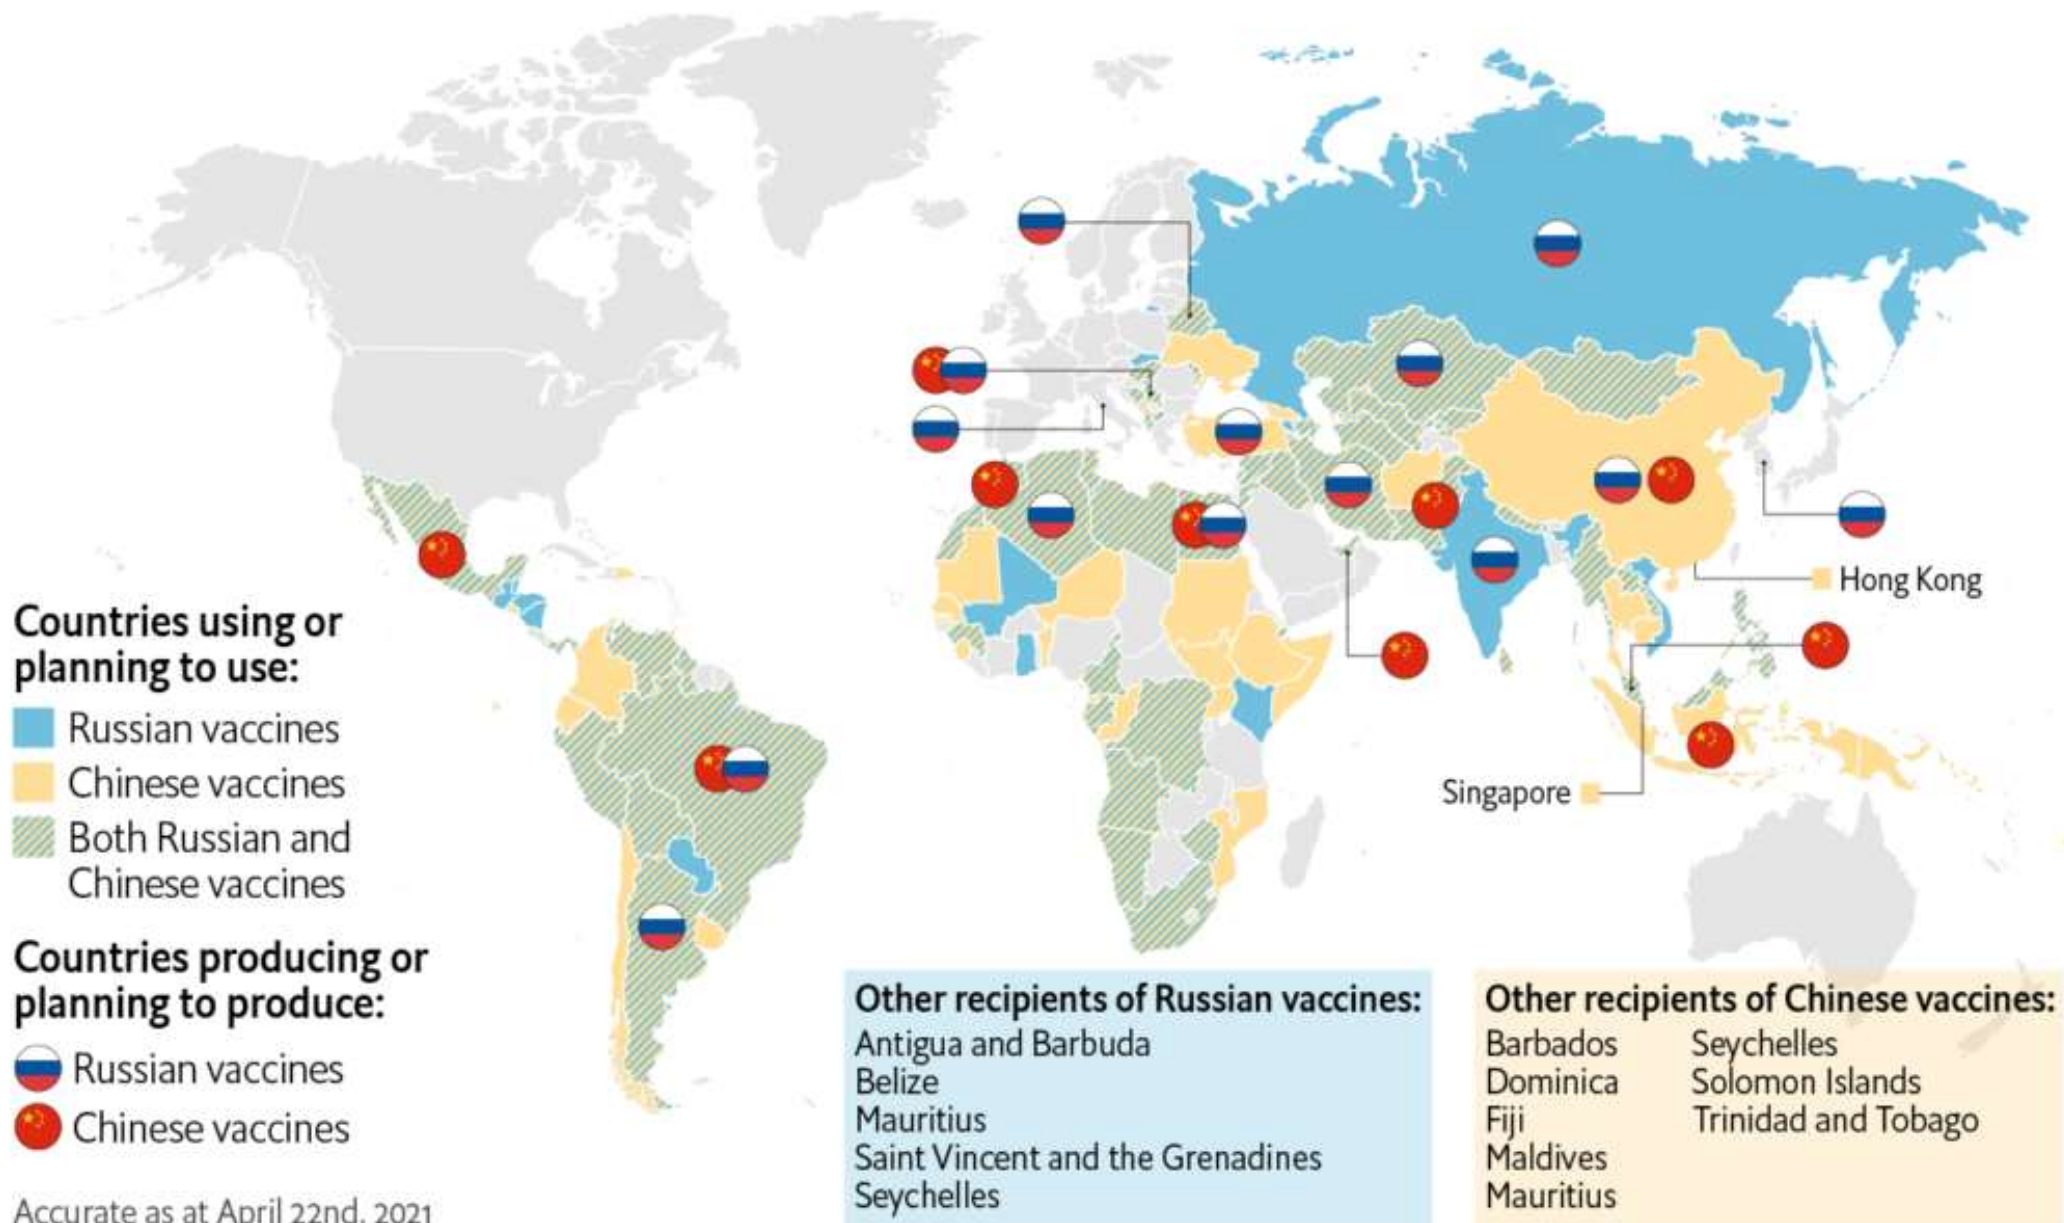 Hong Kong
Singapore
Countries using or
planning to use:
Russian vaccines
Chinese vaccines
Both Russian and
Chinese vaccines
Countries producing or
planning to produce:
Russian vaccines
Chinese vaccines
Accurate as at April 22nd, 2021
Other recipients of Russian vaccines:
Antigua and Barbuda
Belize
Mauritius
Saint Vincent and the Grenadines
Seychelles
Other recipients of Chinese vaccines:
Barbados
Dominica
Fiji
Maldives
Mauritius
Seychelles
Solomon Islands
Trinidad and Tobago